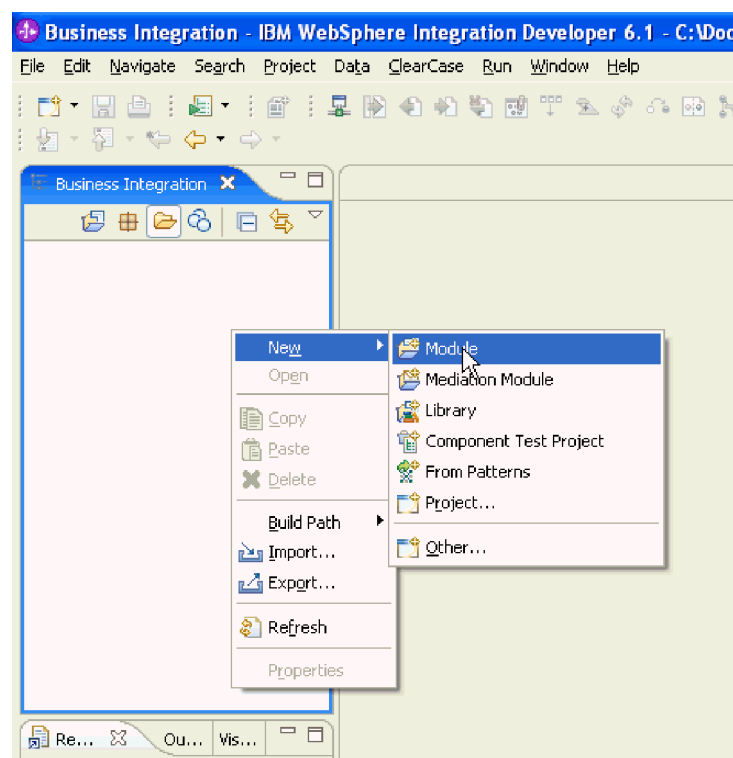 Business Integration - IBM WebSphere Integration Developer 6.1 - C:\Doc
File Edit Navigate Search Project Data ClearCase Run Window Help
Business Integration
New
Open
Copy
Paste
Delete
Build Path
Import...
Export...
Refresh
Properties
Module
Mediation Module
Library
Component Test Project
From Patterns
Project...
Other...
Re... Ou... Vis...